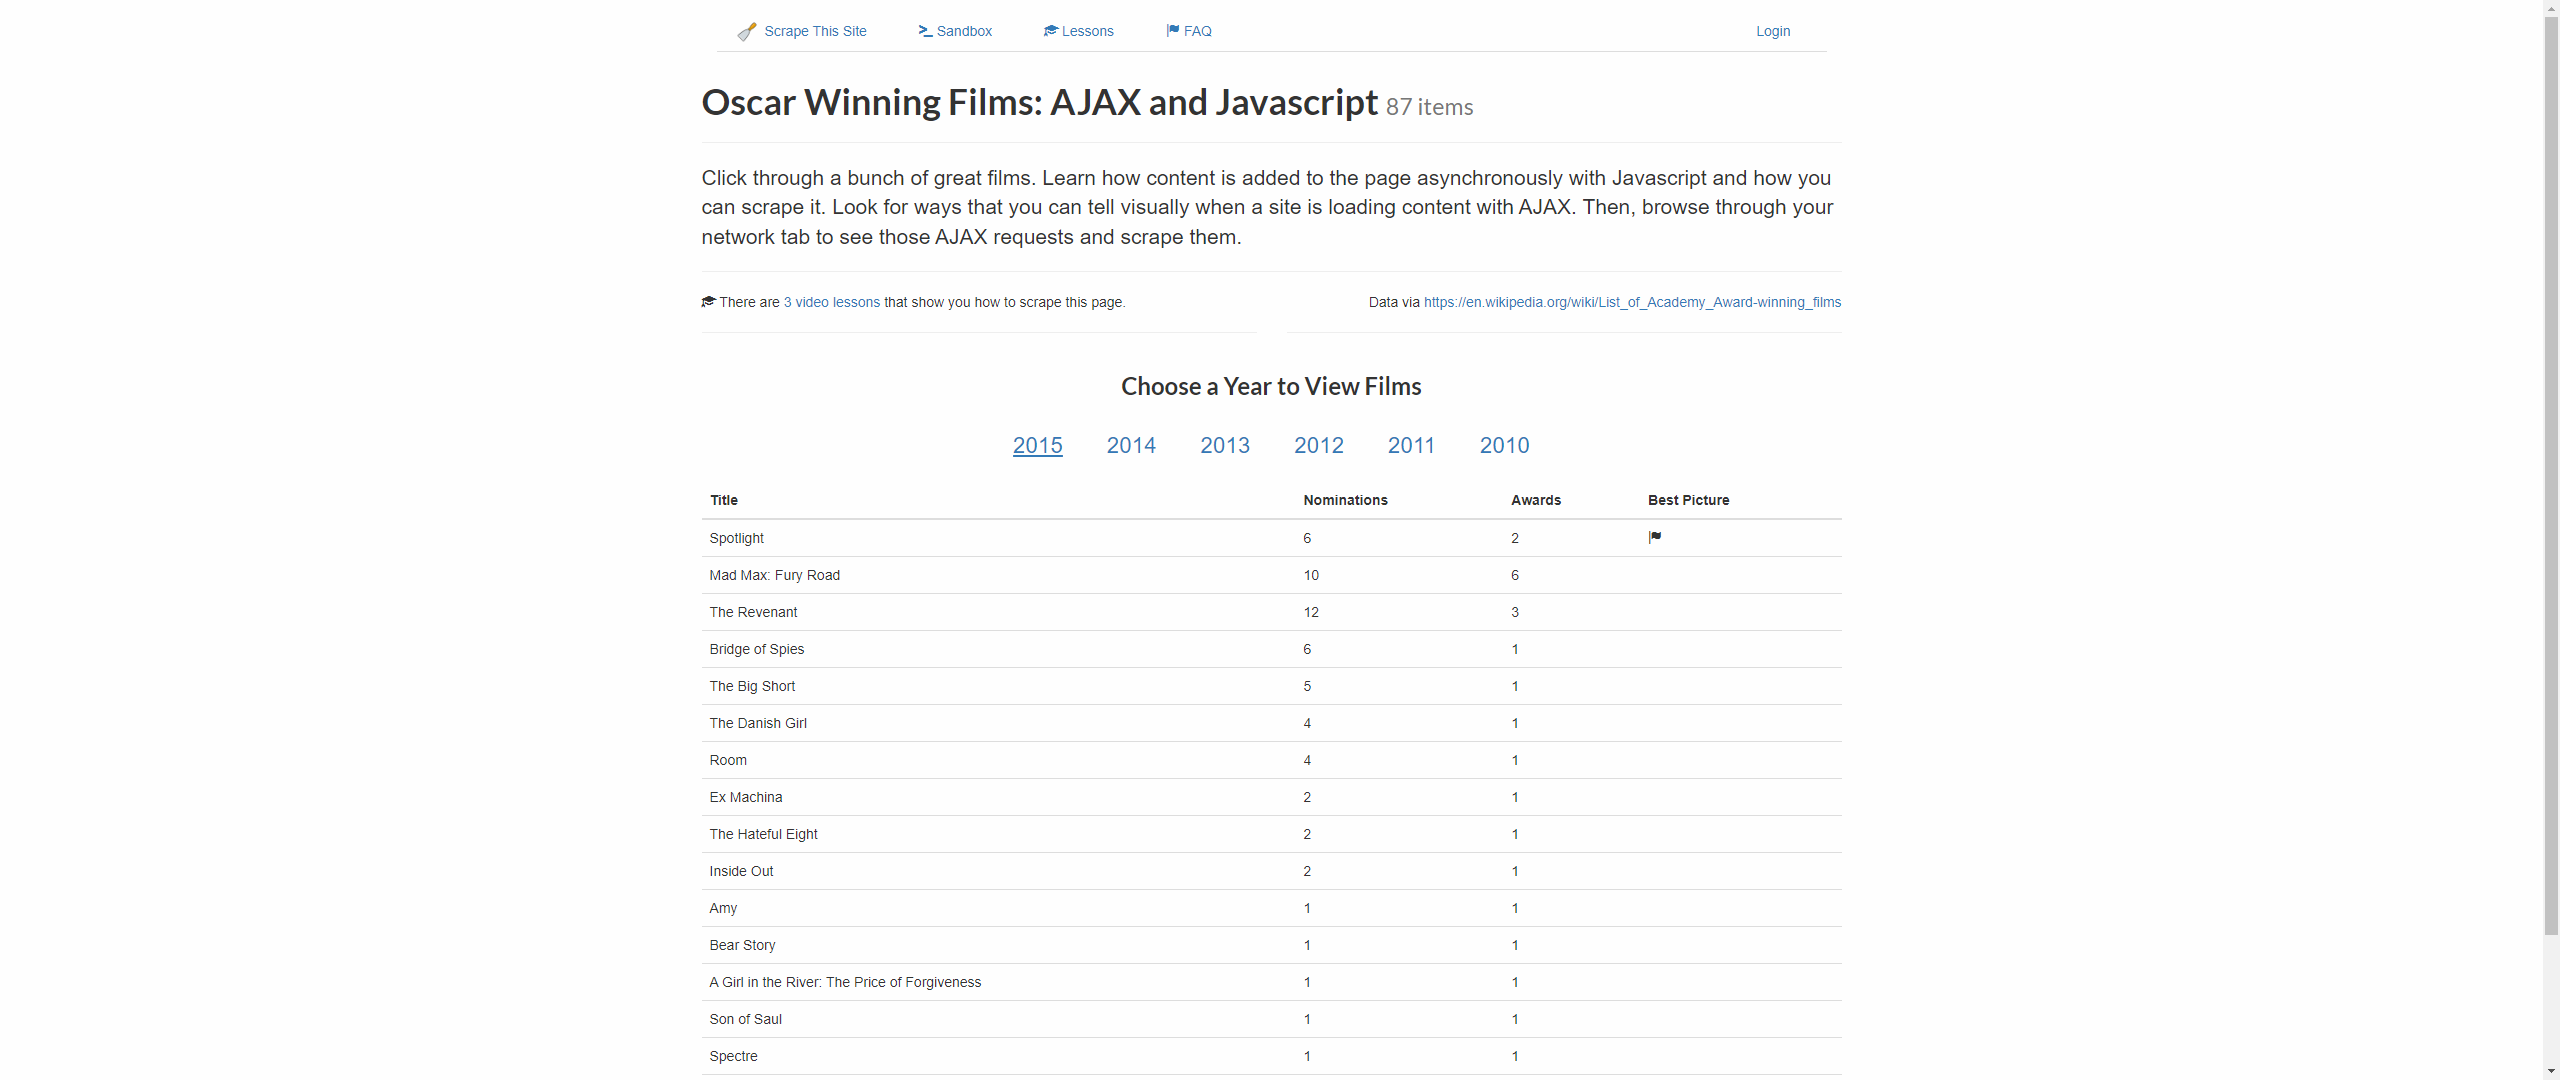 Scrape This Site Sandbox Lessons FAQ Login
Oscar Winning Films: AJAX and Javascript 87 items
Click through a bunch of great films. Learn how content is added to the page asynchronously with Javascript and how you
can scrape it. Look for ways that you can tell visually when a site is loading content with AJAX. Then, browse through your
network tab to see those AJAX requests and scrape them.
There are 3 video lessons that show you how to scrape this page. Data via https://en.wikipedia.org/wiki/List_of_Academy_Award-winning_films
Choose a Year to View Films
2015 2014 2013 2012 2011 2010
Title Nominations Awards Best Picture
Spotlight 6 2
Mad Max: Fury Road 10 6
The Revenant 12 3
Bridge of Spies 6 1
The Big Short 5 1
The Danish Girl 4 1
Room 4 1
Ex Machina 2 1
The Hateful Eight 2 1
Inside Out 2 1
Amy 1 1
Bear Story 1 1
A Girl in the River: The Price of Forgiveness 1 1
Son of Saul 1 1
Spectre 1 1